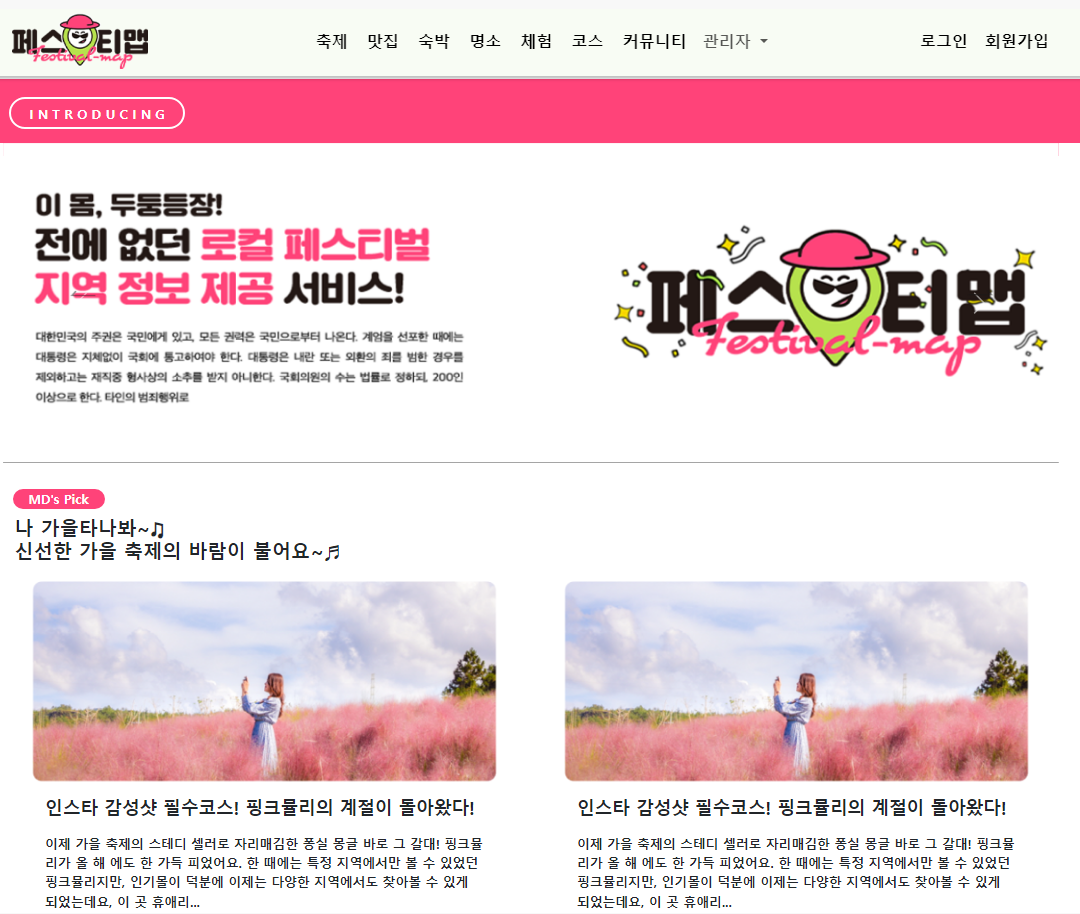 페스티맵
Festival-map
축제 맛집 숙박 명소 체험 코스 커뮤니티 관리자
로그인 회원가입
INTRODUCING
이 몸, 두둥등장!
전에 없던 로컬 페스티벌
지역 정보 제공 서비스!
대한민국의 주권은 국민에게 있고, 모든 권력은 국민으로부터 나온다. 계엄을 선포한 때에는
대통령은 지체없이 국회에 통고하여야 한다. 대통령은 내란 또는 외환의 죄를 범한 경우를
제외하고는 재직중 형사상의 소추를 받지 아니한다. 국회의원의 수는 법률로 정하되, 200인
이상으로 한다. 타인의 범죄행위로
페스티맵
Festival-map
MD's Pick
나 가을타나봐~♫
신선한 가을 축제의 바람이 불어요~♬
인스타 감성샷 필수코스! 핑크뮬리의 계절이 돌아왔다!
이제 가을 축제의 스테디 셀러로 자리매김한 퐁실 몽글 바로 그 갈대! 핑크뮬
리가 올 해 에도 한 가득 피었어요. 한 때에는 특정 지역에서만 볼 수 있었던
핑크뮬리지만, 인기몰이 덕분에 이제는 다양한 지역에서도 찾아볼 수 있게
되었는데요, 이 곳 휴애리...
인스타 감성샷 필수코스! 핑크뮬리의 계절이 돌아왔다!
이제 가을 축제의 스테디 셀러로 자리매김한 퐁실 몽글 바로 그 갈대! 핑크뮬
리가 올 해 에도 한 가득 피었어요. 한 때에는 특정 지역에서만 볼 수 있었던
핑크뮬리지만, 인기몰이 덕분에 이제는 다양한 지역에서도 찾아볼 수 있게
되었는데요, 이 곳 휴애리...